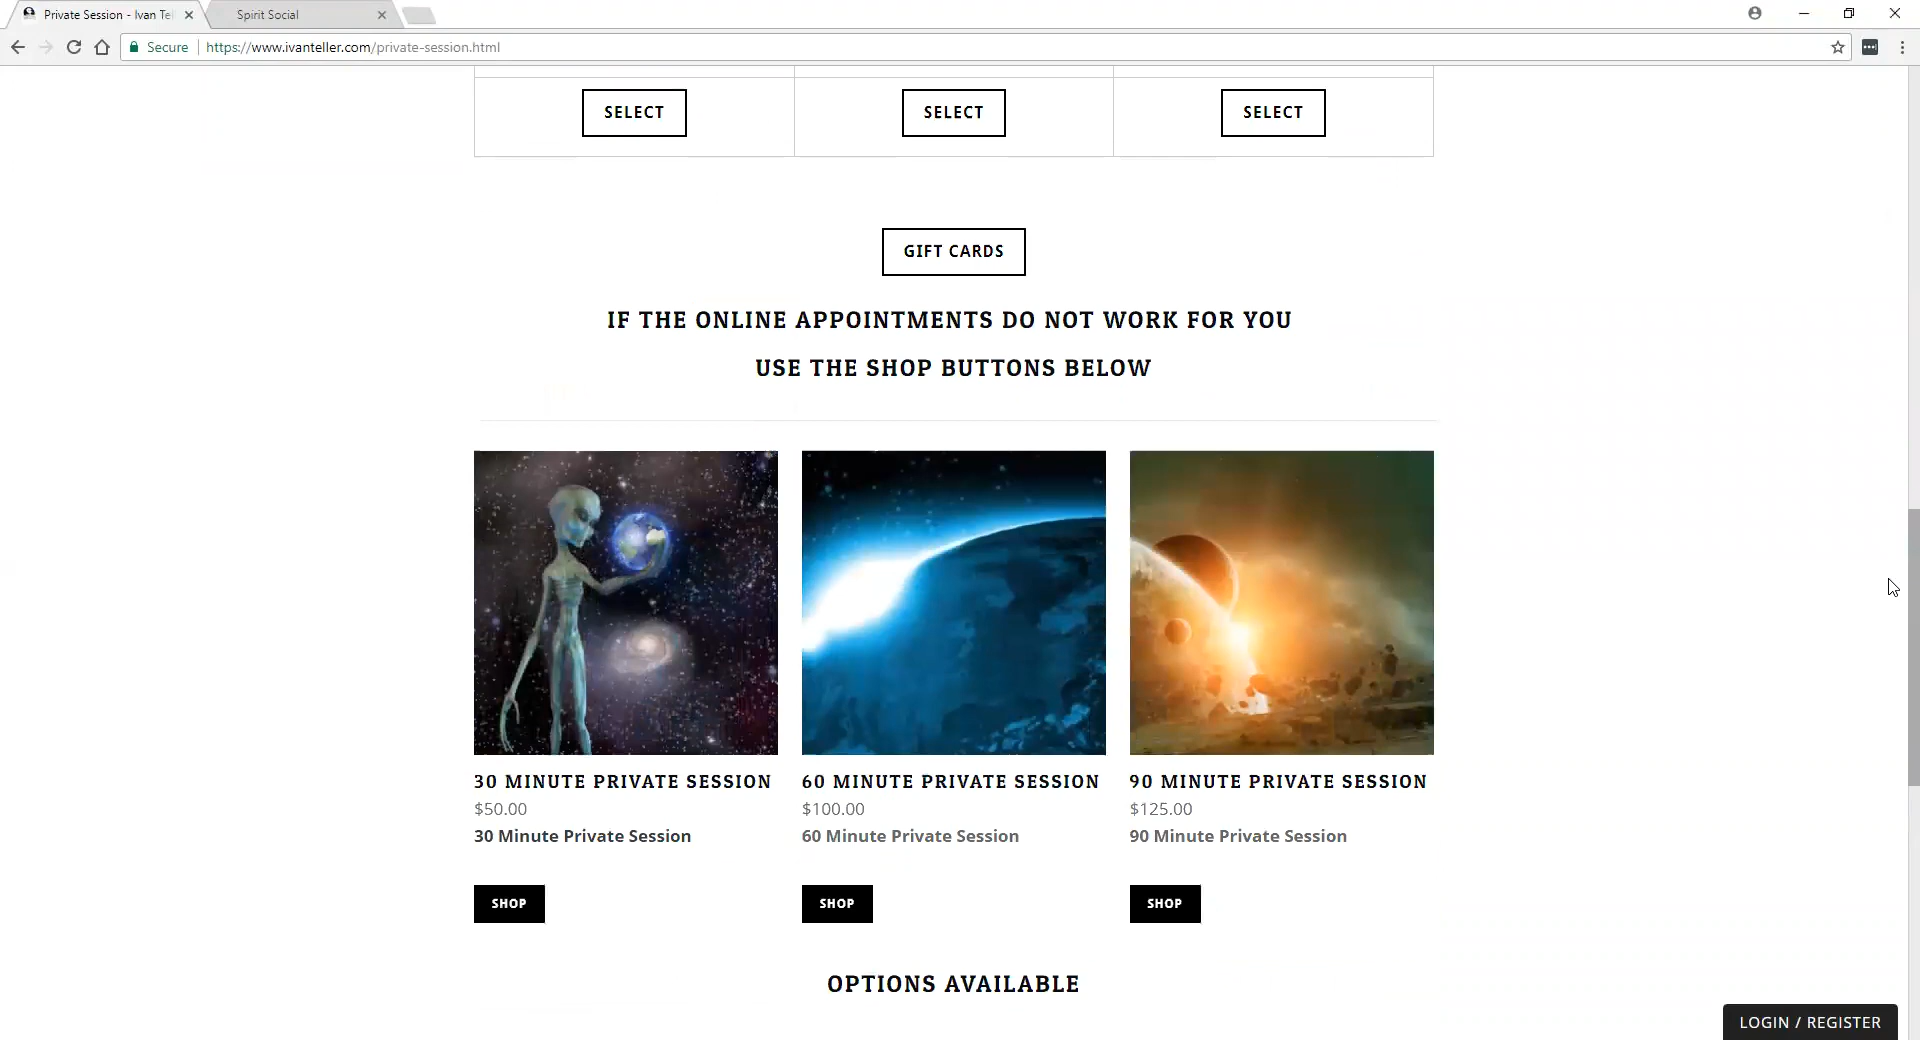 Private Session - Ivan Tel
Spirit Social
Secure
https://www.ivanteller.com/private-session.html
SELECT
SELECT
SELECT
GIFT CARDS
IF THE ONLINE APPOINTMENTS DO NOT WORK FOR YOU
USE THE SHOP BUTTONS BELOW
30 MINUTE PRIVATE SESSION
$50.00
30 Minute Private Session
SHOP
60 MINUTE PRIVATE SESSION
$100.00
60 Minute Private Session
SHOP
90 MINUTE PRIVATE SESSION
$125.00
90 Minute Private Session
SHOP
OPTIONS AVAILABLE
LOGIN / REGISTER